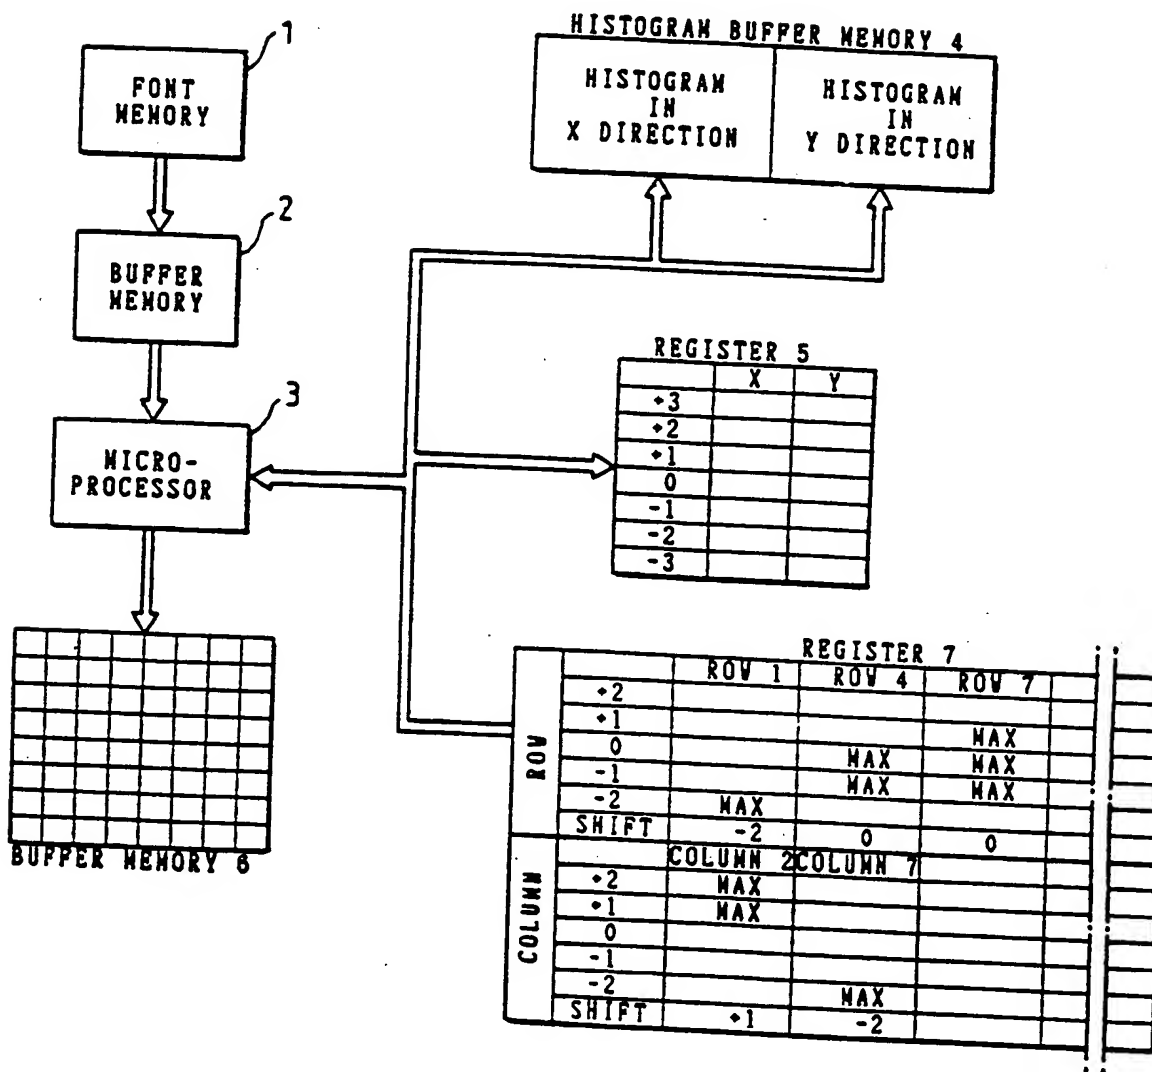 1
FONT
MEMORY
2
BUFFER
MEMORY
3
MICRO-
PROCESSOR
BUFFER MEMORY 6
HISTOGRAM BUFFER MEMORY 4
HISTOGRAM
IN
X DIRECTION
HISTOGRAM
IN
Y DIRECTION
REGISTER 5
X Y
+3
+2
+1
0
-1
-2
-3
REGISTER 7
ROW
ROW 1 ROW 4 ROW 7
+2
+1 MAX
0 MAX MAX
-1 MAX MAX
-2 MAX
SHIFT -2 0 0
COLUMN
COLUMN 2 COLUMN 7
+2 MAX
+1 MAX
0
-1
-2 MAX
SHIFT +1 -2